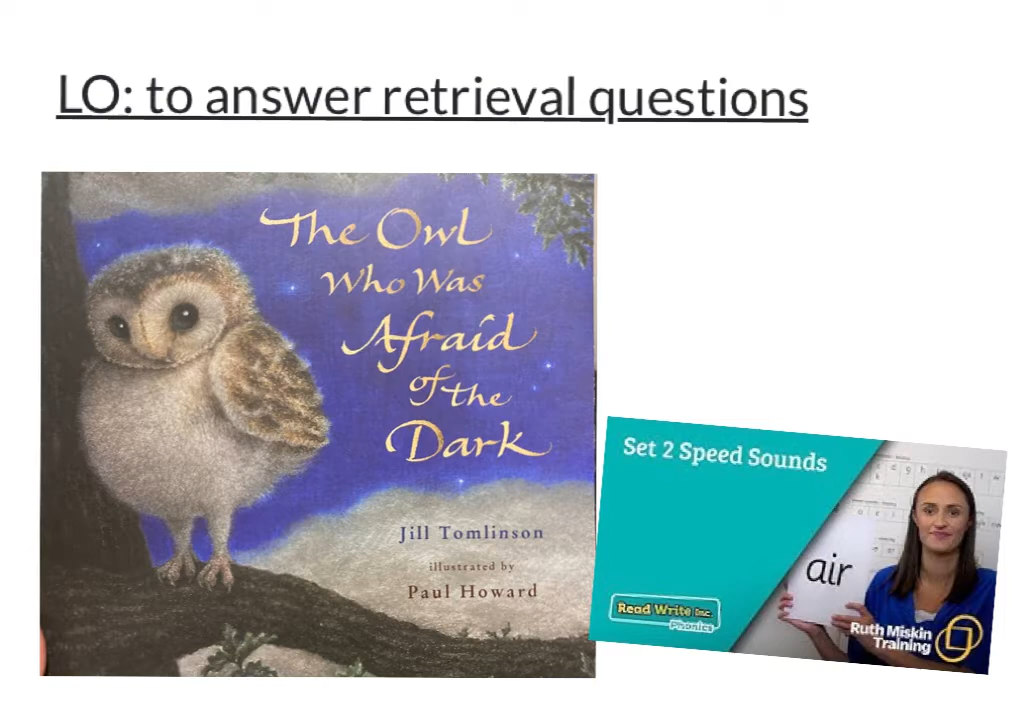 LO: to answer retrieval questions
The Owl
Who Was
Afraid
of the
Dark
Jill Tomlinson
illustrated by
Paul Howard
Set 2 Speed Sounds
air
Read Write Inc.
Phonics
Ruth Miskin
Training